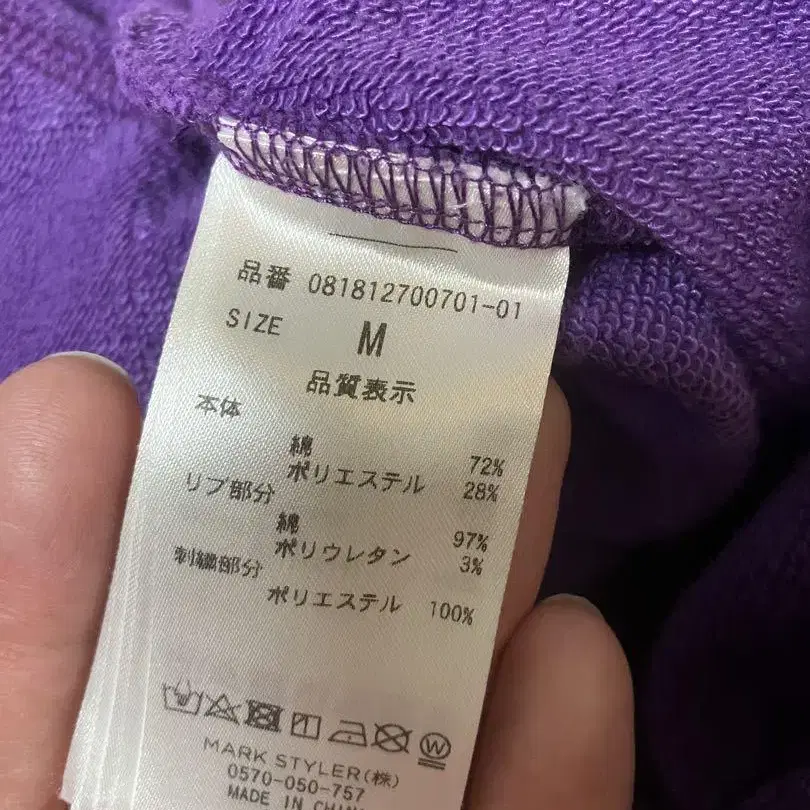 品番 081812700701-01
SIZE M
品質表示
本体
綿 72%
ポリエステル 28%
リブ部分
綿 97%
ポリウレタン 3%
刺繍部分
ポリエステル 100%
W
MARK STYLER(株)
0570-050-757
MADE IN CHINA